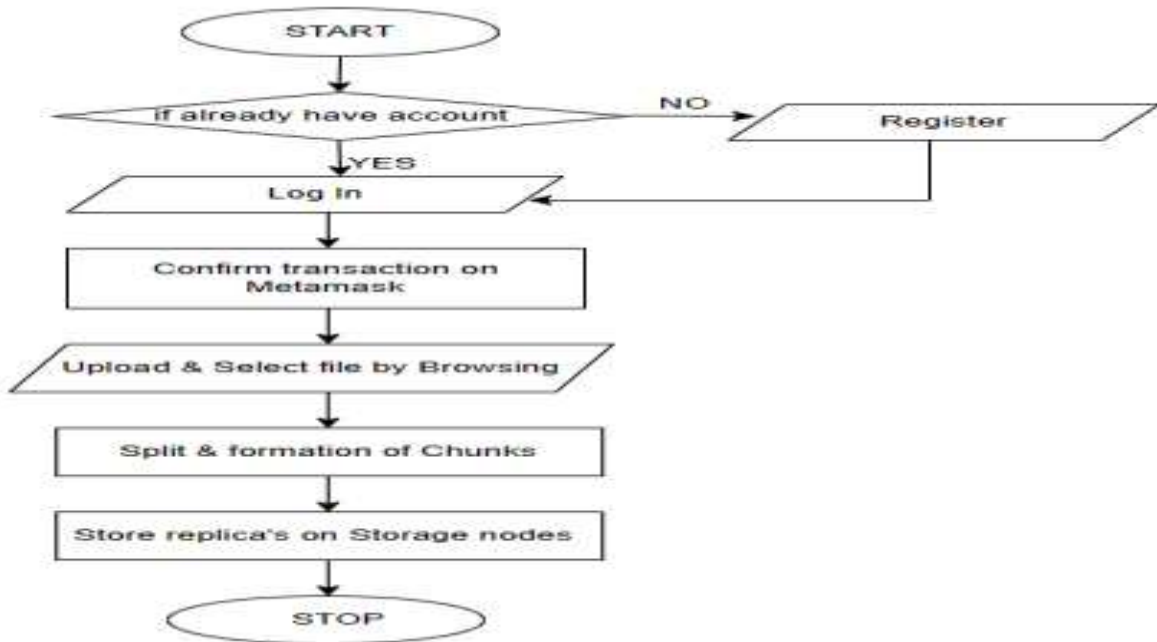 START
if already have account
NO
Register
YES
Log In
Confirm transaction on
Metamask
Upload & Select file by Browsing
Split & formation of Chunks
Store replica's on Storage nodes
STOP